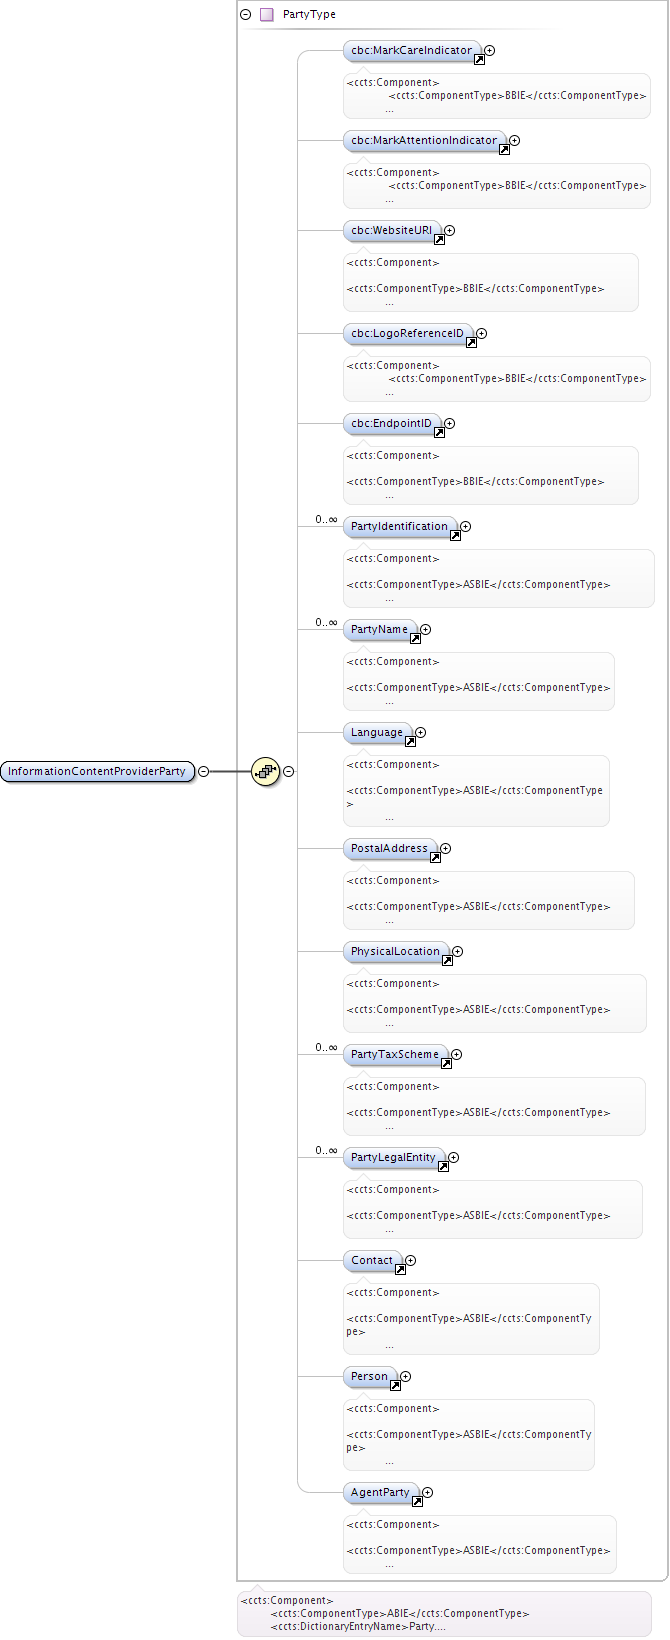 PartyType
cbc:MarkCareIndicator
<ccts:Component>
<ccts:ComponentType>BBIE</ccts:ComponentType>
...
cbc:MarkAttentionIndicator
<ccts:Component>
<ccts:ComponentType>BBIE</ccts:ComponentType>
...
cbc:WebsiteURI
<ccts:Component>
<ccts:ComponentType>BBIE</ccts:ComponentType>
...
cbc:LogoReferenceID
<ccts:Component>
<ccts:ComponentType>BBIE</ccts:ComponentType>
...
cbc:EndpointID
<ccts:Component>
<ccts:ComponentType>BBIE</ccts:ComponentType>
...
0..∞
PartyIdentification
<ccts:Component>
<ccts:ComponentType>ASBIE</ccts:ComponentType>
...
0..∞
PartyName
<ccts:Component>
<ccts:ComponentType>ASBIE</ccts:ComponentType>
...
Language
<ccts:Component>
<ccts:ComponentType>ASBIE</ccts:ComponentType
>
...
InformationContentProviderParty
PostalAddress
<ccts:Component>
<ccts:ComponentType>ASBIE</ccts:ComponentType>
...
PhysicalLocation
<ccts:Component>
<ccts:ComponentType>ASBIE</ccts:ComponentType>
...
0..∞
PartyTaxScheme
<ccts:Component>
<ccts:ComponentType>ASBIE</ccts:ComponentType>
...
0..∞
PartyLegalEntity
<ccts:Component>
<ccts:ComponentType>ASBIE</ccts:ComponentType>
...
Contact
<ccts:Component>
<ccts:ComponentType>ASBIE</ccts:ComponentTy
pe>
...
Person
<ccts:Component>
<ccts:ComponentType>ASBIE</ccts:ComponentTy
pe>
...
AgentParty
<ccts:Component>
<ccts:ComponentType>ASBIE</ccts:ComponentType>
...
<ccts:Component>
<ccts:ComponentType>ABIE</ccts:ComponentType>
<ccts:DictionaryEntryName>Party....